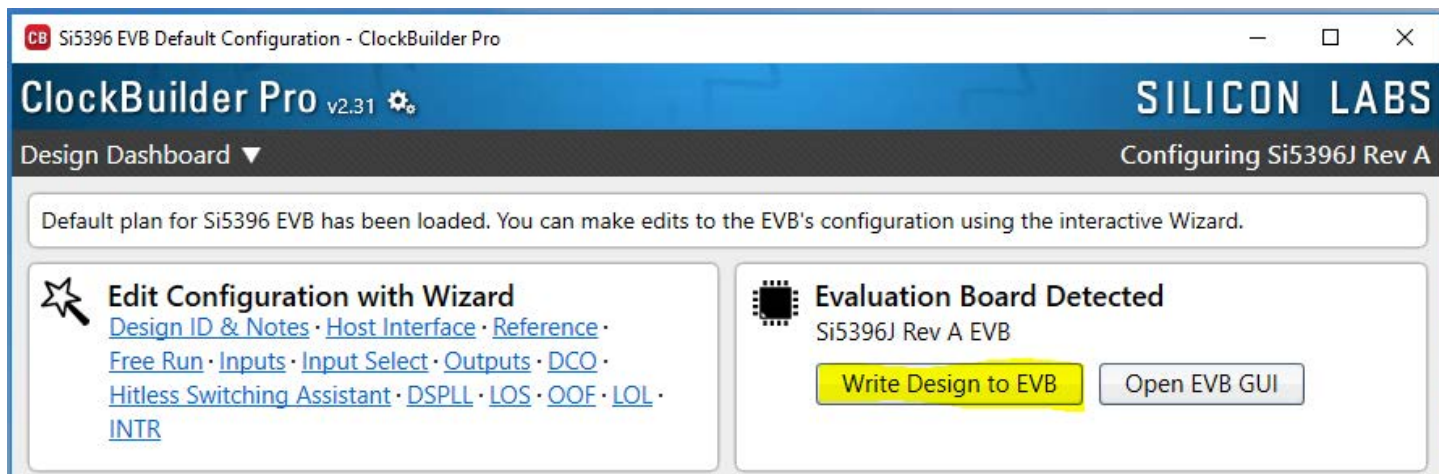 CB Si5396 EVB Default Configuration - ClockBuilder Pro
ClockBuilder Pro v2.31
SILICON LABS
Design Dashboard ▼
Configuring Si5396J Rev A
Default plan for Si5396 EVB has been loaded. You can make edits to the EVB's configuration using the interactive Wizard.
Edit Configuration with Wizard
Design ID & Notes · Host Interface · Reference ·
Free Run · Inputs · Input Select · Outputs · DCO ·
Hitless Switching Assistant · DSPLL · LOS · OOF · LOL ·
INTR
Evaluation Board Detected
Si5396J Rev A EVB
Write Design to EVB
Open EVB GUI